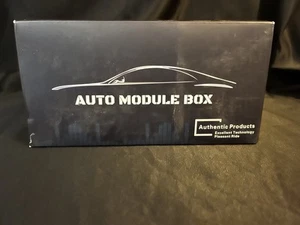 AUTO MODULE BOX
Authentic Products
Excellent Technology
Pleasant Ride